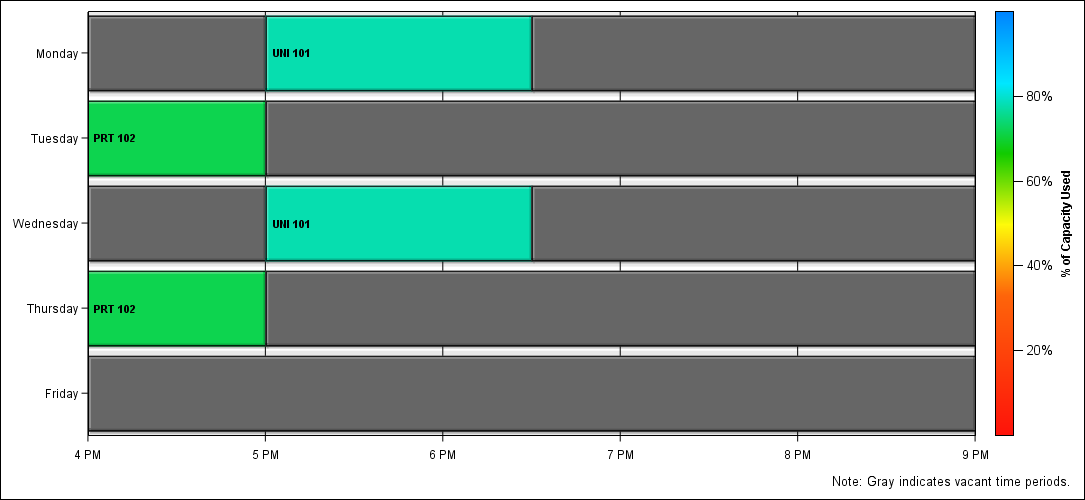 Monday
UNI 101
Tuesday
PRT 102
Wednesday
UNI 101
Thursday
PRT 102
Friday
4 PM 5 PM 6 PM 7 PM 8 PM 9 PM
80%
60%
40%
20%
% of Capacity Used
Note: Gray indicates vacant time periods.